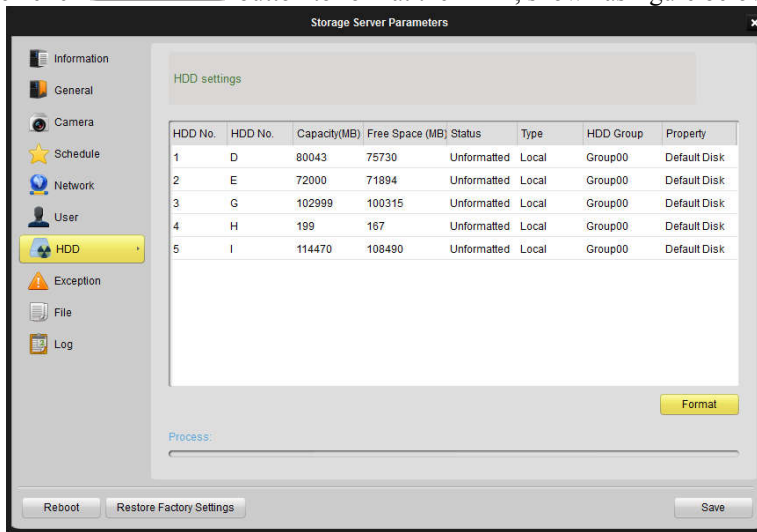 Storage Server Parameters
Information
General
Camera
Schedule
Network
User
HDD
Exception
File
Log
HDD settings
HDD No. HDD No. Capacity(MB) Free Space (MB) Status Type HDD Group Property
1 D 80043 75730 Unformatted Local Group00 Default Disk
2 E 72000 71894 Unformatted Local Group00 Default Disk
3 G 102999 100315 Unformatted Local Group00 Default Disk
4 H 199 167 Unformatted Local Group00 Default Disk
5 I 114470 108490 Unformatted Local Group00 Default Disk
Format
Process:
Reboot Restore Factory Settings Save